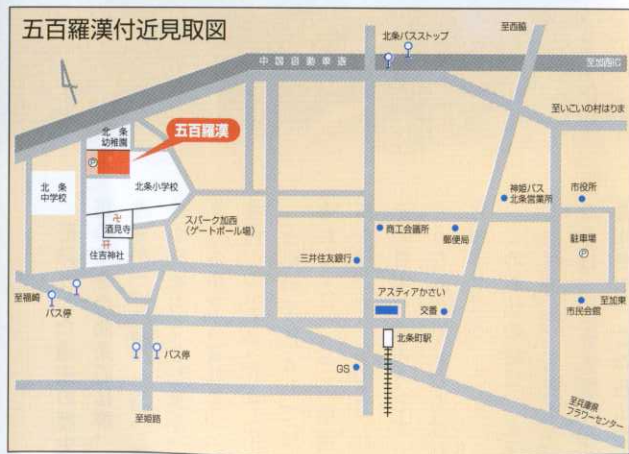 五百羅漢付近見取図
北条バスストップ
至西脇
中国自動車道
至加西IC
至いこいの村はりま
北条
幼稚園
五百羅漢
P
北条
中学校
北条小学校
卍
酒見寺
住吉神社
スパーク加西
(ゲートボール場)
神姫バス
北条営業所
市役所
商工会議所
郵便局
駐車場
P
三井住友銀行
至福崎
バス停
アスティアかさい
交番
至加東
市民会館
北条町駅
バス停
GS
至姫路
至兵庫県
フラワーセンター